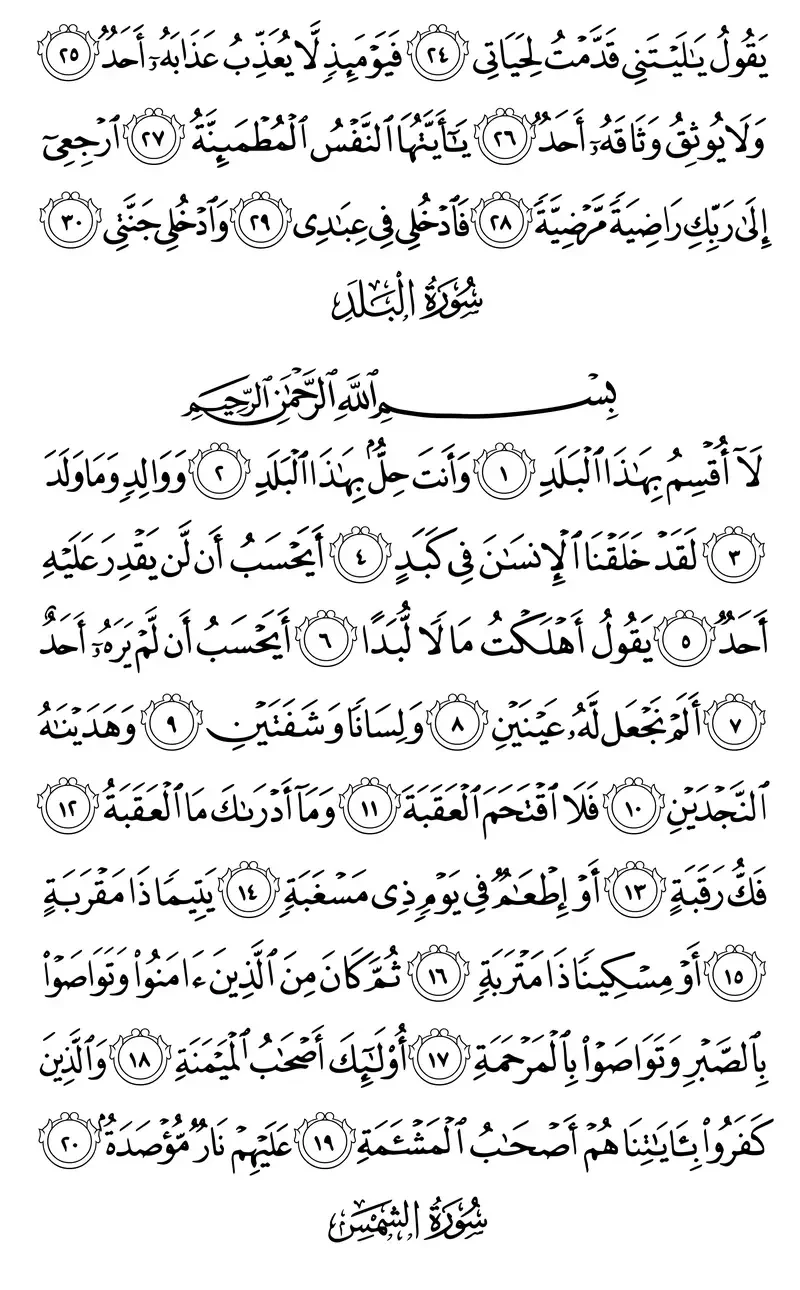 يَقُولُ يَٰلَيْتَنِي قَدَّمْتُ لِحَيَاتِي ٢٤ فَيَوْمَئِذٍ لَّا يُعَذِّبُ عَذَابَهُۥٓ أَحَدٌ ٢٥
وَلَا يُوثِقُ وَثَاقَهُۥٓ أَحَدٌ ٢٦ يَٰٓأَيَّتُهَا ٱلنَّفْسُ ٱلْمُطْمَئِنَّةُ ٢٧ ٱرْجِعِىٓ
إِلَىٰ رَبِّكِ رَاضِيَةً مَّرْضِيَّةً ٢٨ فَٱدْخُلِى فِى عِبَٰدِى ٢٩ وَٱدْخُلِى جَنَّتِى ٣٠
سُورَةُ الْبَلَدِ
بِسْمِ ٱللَّهِ ٱلرَّحْمَٰنِ ٱلرَّحِيمِ
لَآ أُقْسِمُ بِهَٰذَا ٱلْبَلَدِ ١ وَأَنتَ حِلٌّۢ بِهَٰذَا ٱلْبَلَدِ ٢ وَوَالِدٍ وَمَا وَلَدَ
٣ لَقَدْ خَلَقْنَا ٱلْإِنسَٰنَ فِى كَبَدٍ ٤ أَيَحْسَبُ أَن لَّن يَقْدِرَ عَلَيْهِ
أَحَدٌ ٥ يَقُولُ أَهْلَكْتُ مَالًا لُّبَدًا ٦ أَيَحْسَبُ أَن لَّمْ يَرَهُۥٓ أَحَدٌ
٧ أَلَمْ نَجْعَل لَّهُۥ عَيْنَيْنِ ٨ وَلِسَانًا وَشَفَتَيْنِ ٩ وَهَدَيْنَٰهُ
ٱلنَّجْدَيْنِ ١٠ فَلَا ٱقْتَحَمَ ٱلْعَقَبَةَ ١١ وَمَآ أَدْرَىٰكَ مَا ٱلْعَقَبَةُ ١٢
فَكُّ رَقَبَةٍ ١٣ أَوْ إِطْعَٰمٌ فِى يَوْمٍ ذِى مَسْغَبَةٍ ١٤ يَتِيمًا ذَا مَقْرَبَةٍ
١٥ أَوْ مِسْكِينًا ذَا مَتْرَبَةٍ ١٦ ثُمَّ كَانَ مِنَ ٱلَّذِينَ ءَامَنُوا۟ وَتَوَاصَوْا۟
بِٱلصَّبْرِ وَتَوَاصَوْا۟ بِٱلْمَرْحَمَةِ ١٧ أُو۟لَٰٓئِكَ أَصْحَٰبُ ٱلْمَيْمَنَةِ ١٨ وَٱلَّذِينَ
كَفَرُوا۟ بِـَٔايَٰتِنَا هُمْ أَصْحَٰبُ ٱلْمَشْـَٔمَةِ ١٩ عَلَيْهِمْ نَارٌ مُّؤْصَدَةٌۢ ٢٠
سُورَةُ الشَّمْسِ